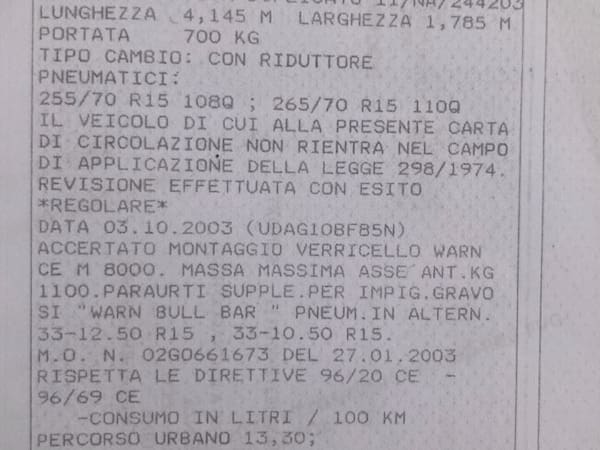 DUPLICATO 11/NA/244203
LUNGHEZZA 4,145 M LARGHEZZA 1,785 M
PORTATA 700 KG
TIPO CAMBIO: CON RIDUTTORE
PNEUMATICI:
255/70 R15 108Q ; 265/70 R15 110Q
IL VEICOLO DI CUI ALLA PRESENTE CARTA
DI CIRCOLAZIONE NON RIENTRA NEL CAMPO
DI APPLICAZIONE DELLA LEGGE 298/1974.
REVISIONE EFFETTUATA CON ESITO
*REGOLARE*
DATA 03.10.2003 (UDAG108F85N)
ACCERTATO MONTAGGIO VERRICELLO WARN
CE M 8000. MASSA MASSIMA ASSE ANT.KG
1100.PARAURTI SUPPLE.PER IMPIG.GRAVO
SI "WARN BULL BAR " PNEUM.IN ALTERN.
33-12.50 R15 , 33-10.50 R15.
M.O. N. 02G0661673 DEL 27.01.2003
RISPETTA LE DIRETTIVE 96/20 CE -
96/69 CE
-CONSUMO IN LITRI / 100 KM
PERCORSO URBANO 13,30;